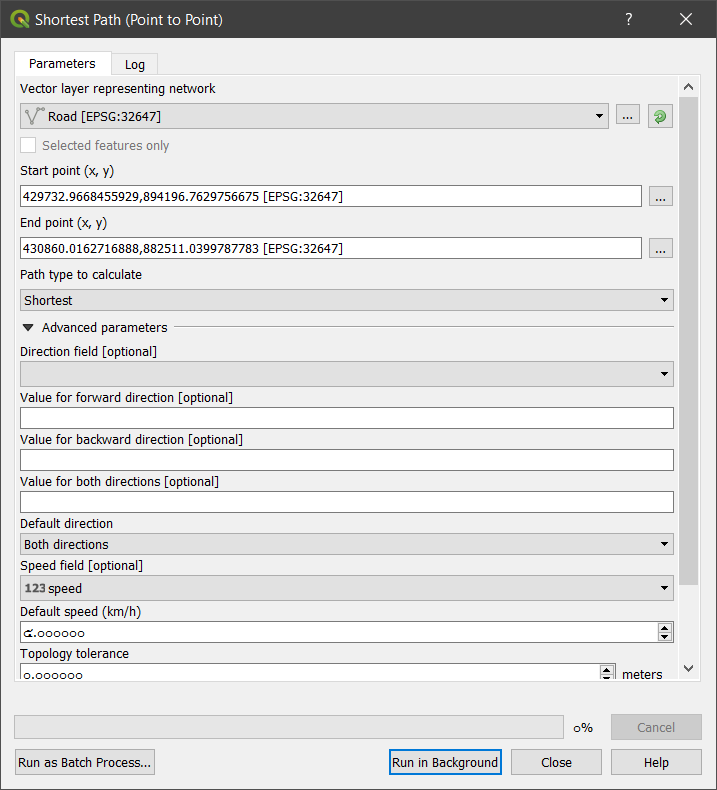 Shortest Path (Point to Point)
Parameters
Log
Vector layer representing network
Road [EPSG:32647]
...
Selected features only
Start point (x, y)
429732.9668455929,894196.7629756675 [EPSG:32647]
...
End point (x, y)
430860.0162716888,882511.0399787783 [EPSG:32647]
...
Path type to calculate
Shortest
Advanced parameters
Direction field [optional]
Value for forward direction [optional]
Value for backward direction [optional]
Value for both directions [optional]
Default direction
Both directions
Speed field [optional]
123 speed
Default speed (km/h)
๕.๐๐๐๐๐๐
Topology tolerance
๐.๐๐๐๐๐๐ meters
๐%
Cancel
Run as Batch Process...
Run in Background
Close
Help